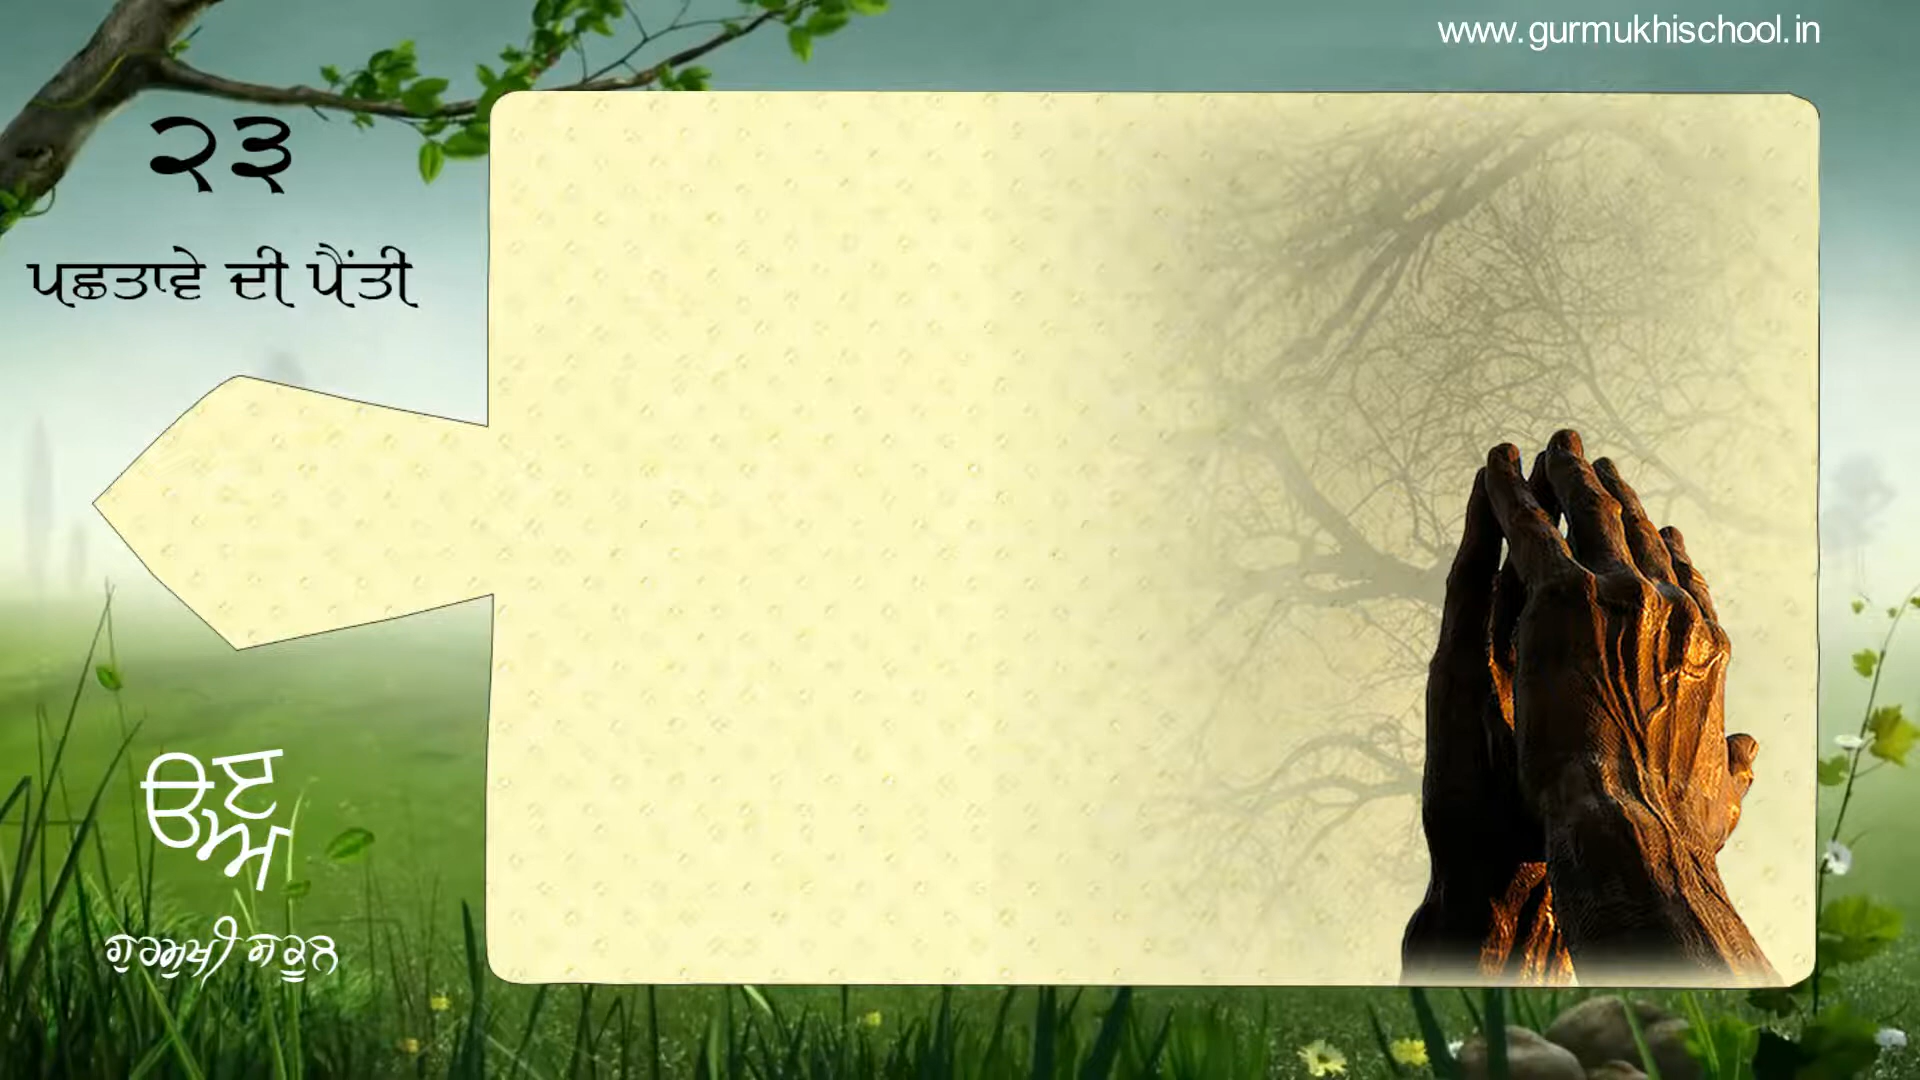 www.gurmukhischool.in
੨੩
ਪਛਤਾਵੇ ਦੀ ਪੈਂਤੀ
ੳ ੲ
ਅ
ਗੁਰਮੁਖੀ ਸਕੂਲ